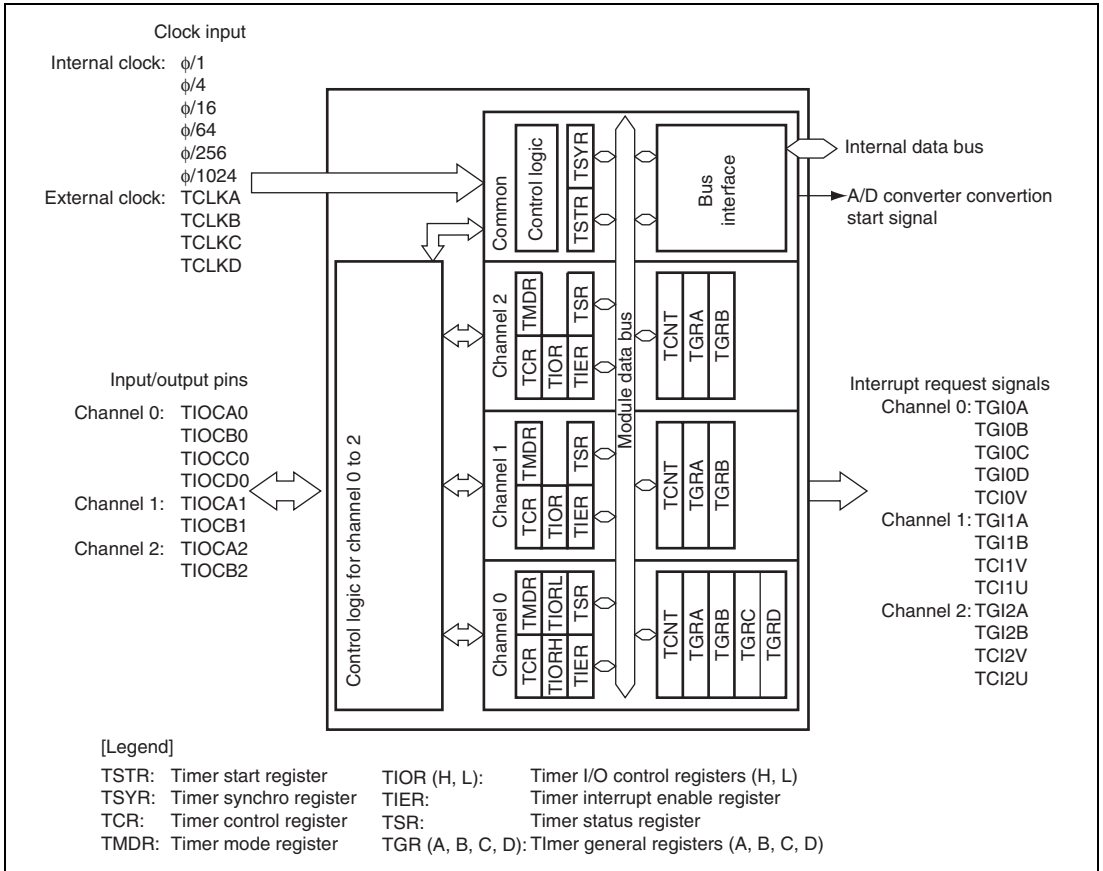 Clock input
Internal clock: ϕ/1
ϕ/4
ϕ/16
ϕ/64
ϕ/256
ϕ/1024
External clock: TCLKA
TCLKB
TCLKC
TCLKD
Input/output pins
Channel 0: TIOCA0
TIOCB0
TIOCC0
TIOCD0
Channel 1: TIOCA1
TIOCB1
Channel 2: TIOCA2
TIOCB2
Control logic for channel 0 to 2
Common
Control logic
TSTR TSYR
Bus
interface
Channel 2
TCR TMDR
TIOR
TIER TSR
TCNT
TGRA
TGRB
Channel 1
TCR TMDR
TIOR
TIER TSR
TCNT
TGRA
TGRB
Channel 0
TCR TMDR
TIORH TIORL
TIER TSR
TCNT
TGRA
TGRB
TGRC
TGRD
Module data bus
Internal data bus
A/D converter convertion
start signal
Interrupt request signals
Channel 0: TGI0A
TGI0B
TGI0C
TGI0D
TCI0V
Channel 1: TGI1A
TGI1B
TCI1V
TCI1U
Channel 2: TGI2A
TGI2B
TCI2V
TCI2U
[Legend]
TSTR: Timer start register
TSYR: Timer synchro register
TCR: Timer control register
TMDR: Timer mode register
TIOR (H, L): Timer I/O control registers (H, L)
TIER: Timer interrupt enable register
TSR: Timer status register
TGR (A, B, C, D): TImer general registers (A, B, C, D)